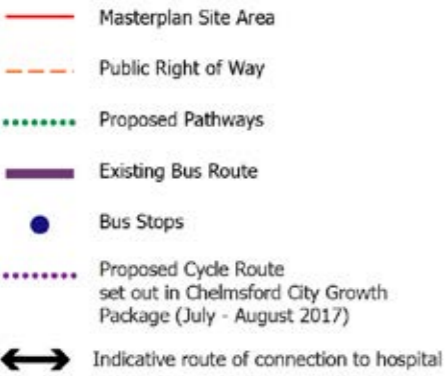 Masterplan Site Area
Public Right of Way
Proposed Pathways
Existing Bus Route
Bus Stops
Proposed Cycle Route
set out in Chelmsford City Growth
Package (July - August 2017)
Indicative route of connection to hospital